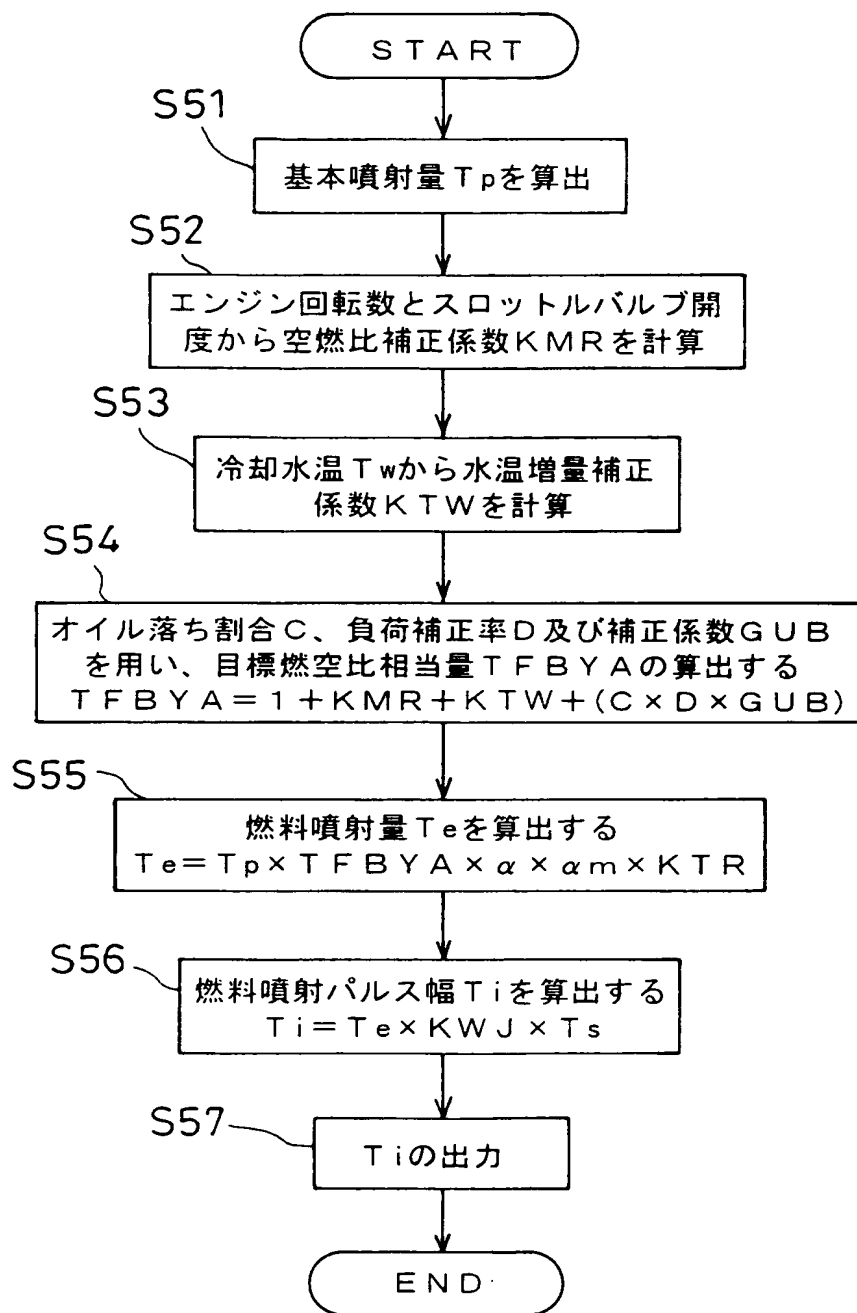 START
S51
基本噴射量Tpを算出
S52
エンジン回転数とスロットルバルブ開
度から空燃比補正係数KMRを計算
S53
冷却水温Twから水温増量補正
係数KTWを計算
S54
オイル落ち割合C、負荷補正率D及び補正係数GUB
を用い、目標燃空比相当量TFBYAの算出する
TFBYA=1+KMR+KTW+(C×D×GUB)
S55
燃料噴射量Teを算出する
Te=Tp×TFBYA×α×αm×KTR
S56
燃料噴射パルス幅Tiを算出する
Ti=Te×KWJ×Ts
S57
Tiの出力
END